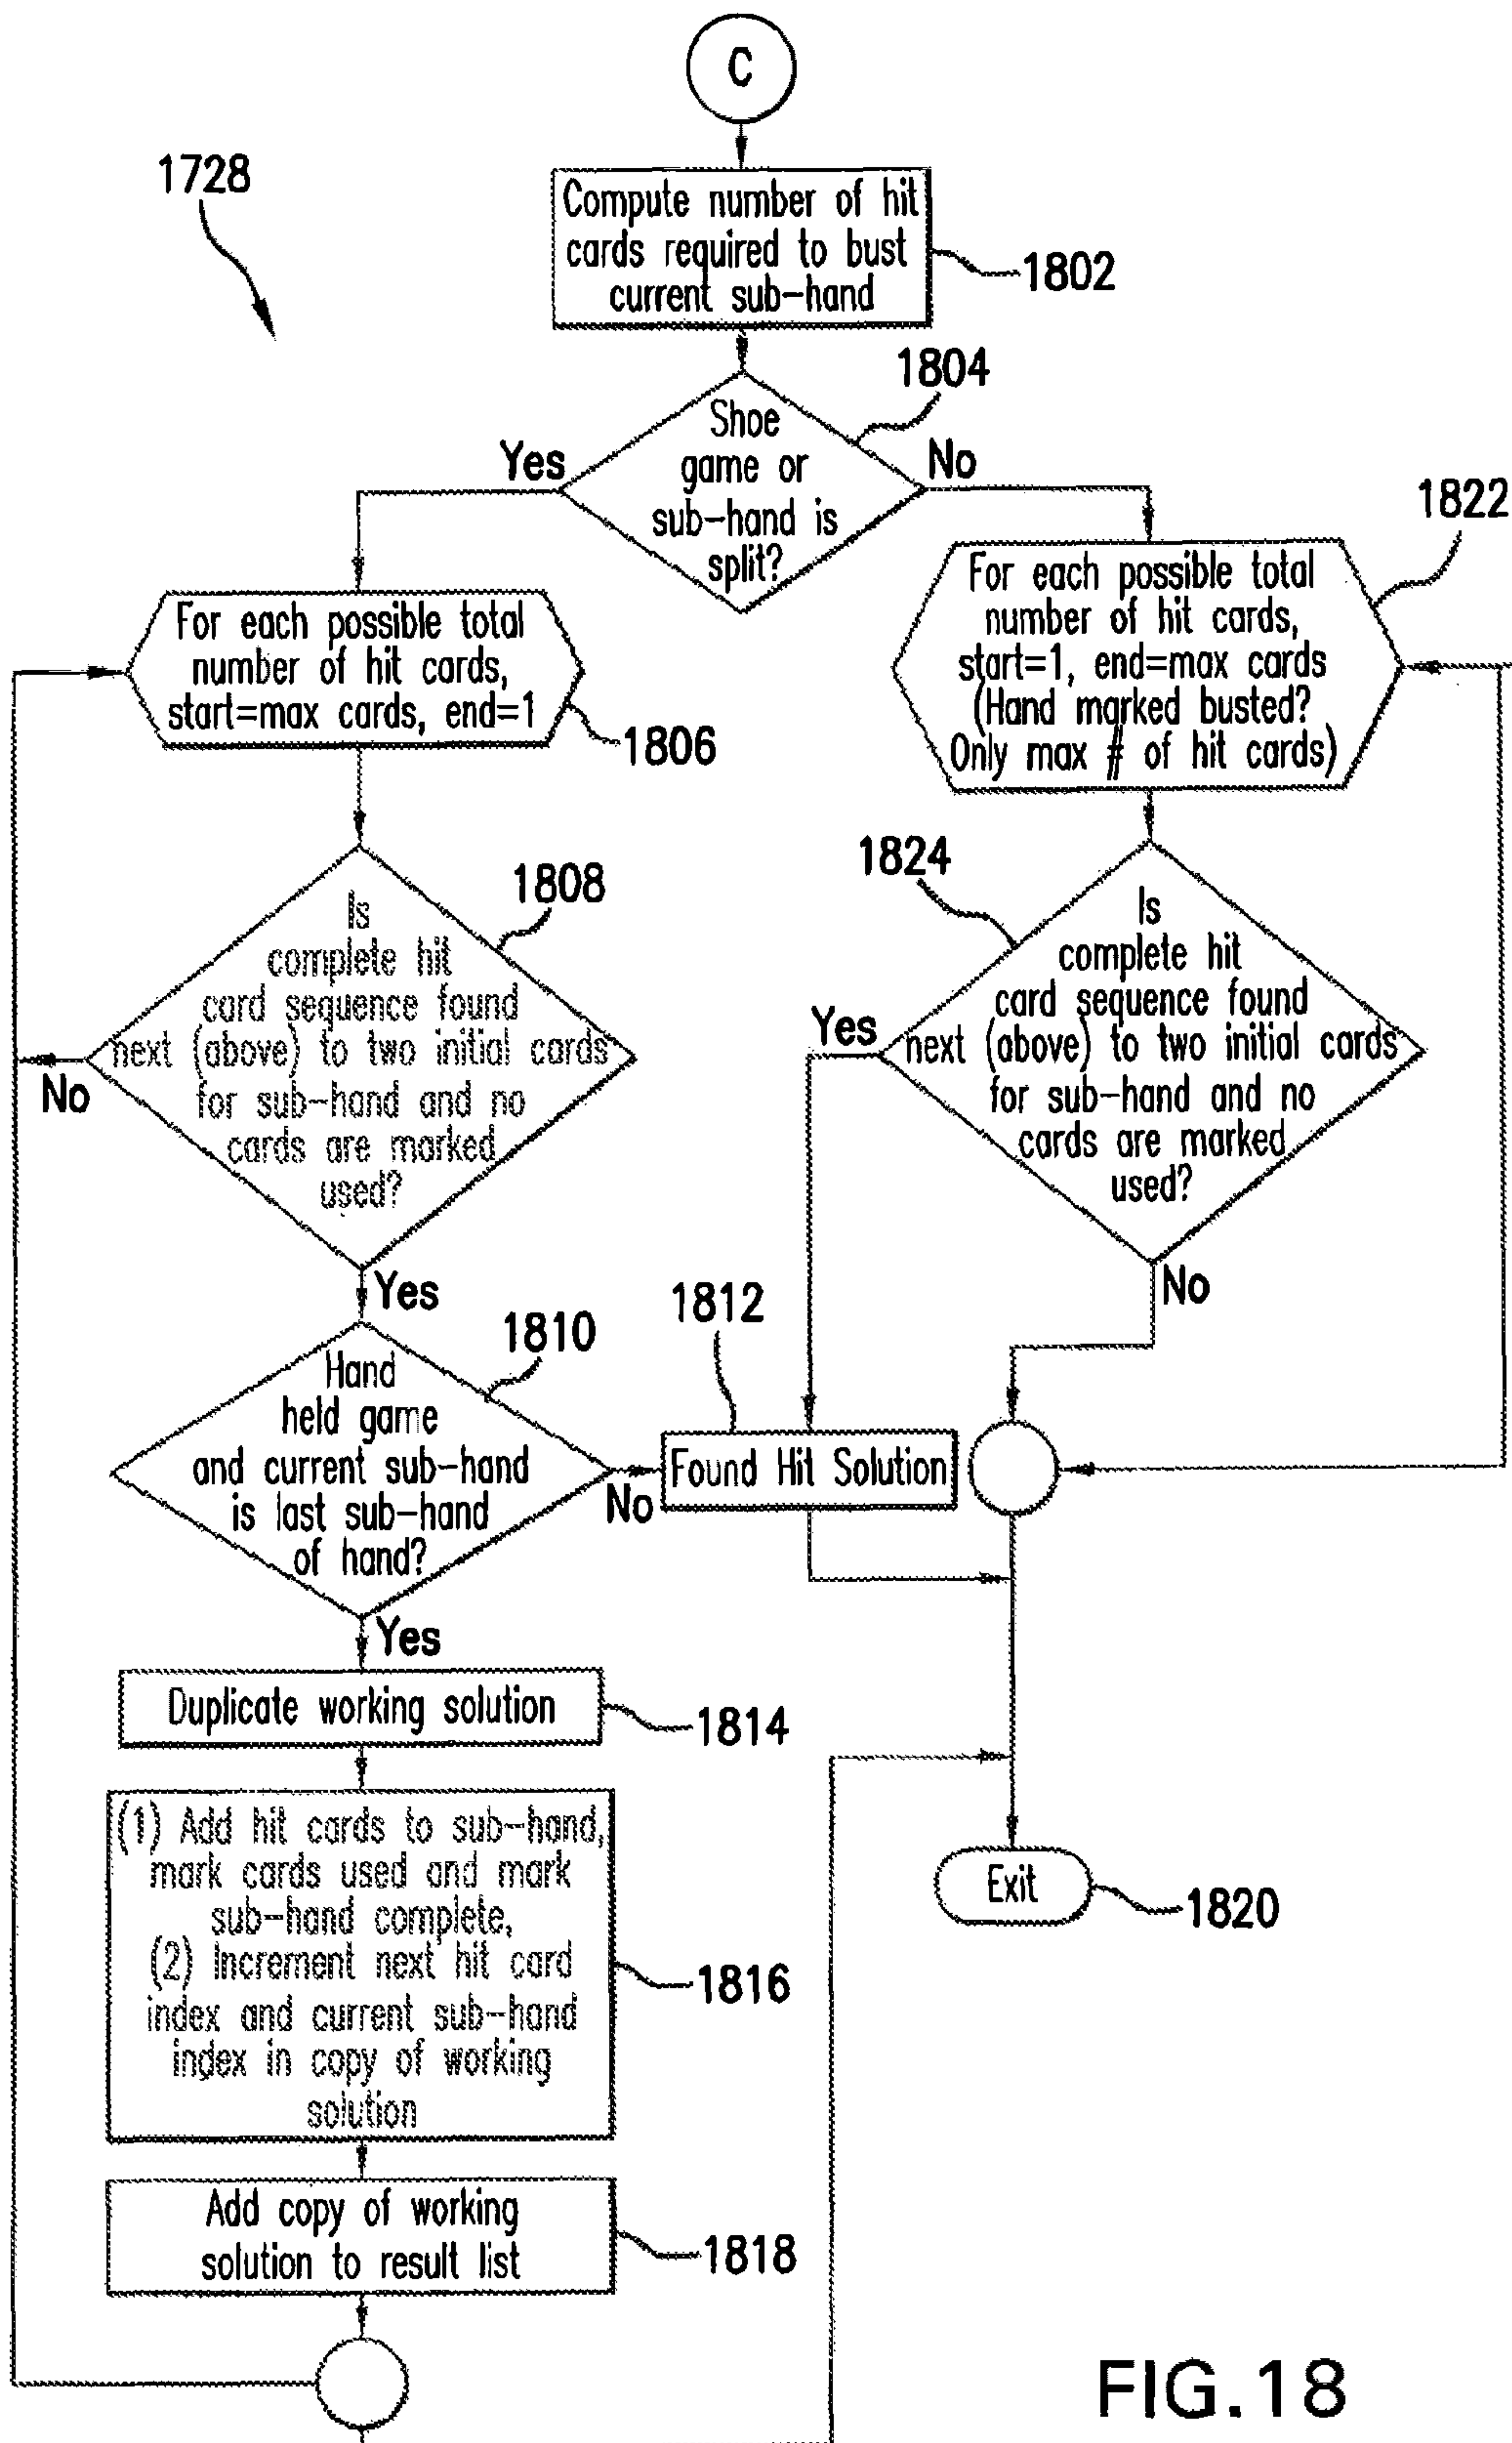 C
1728
Compute number of hit
cards required to bust
current sub-hand
1802
1804
Shoe
game or
sub-hand is
split?
Yes
No
1822
For each possible total
number of hit cards,
start=max cards, end=1
1806
For each possible total
number of hit cards,
start=1, end=max cards
(Hand marked busted?
Only max # of hit cards)
1808
Is
complete hit
card sequence found
next (above) to two initial cards
for sub-hand and no
cards are marked
used?
No
Yes
1824
Is
complete hit
card sequence found
next (above) to two initial cards
for sub-hand and no
cards are marked
used?
Yes
No
1810
Hand
held game
and current sub-hand
is last sub-hand
of hand?
No
Yes
1812
Found Hit Solution
Duplicate working solution
1814
(1) Add hit cards to sub-hand,
mark cards used and mark
sub-hand complete,
(2) Increment next hit card
index and current sub-hand
index in copy of working
solution
1816
Exit
1820
Add copy of working
solution to result list
1818
FIG.18